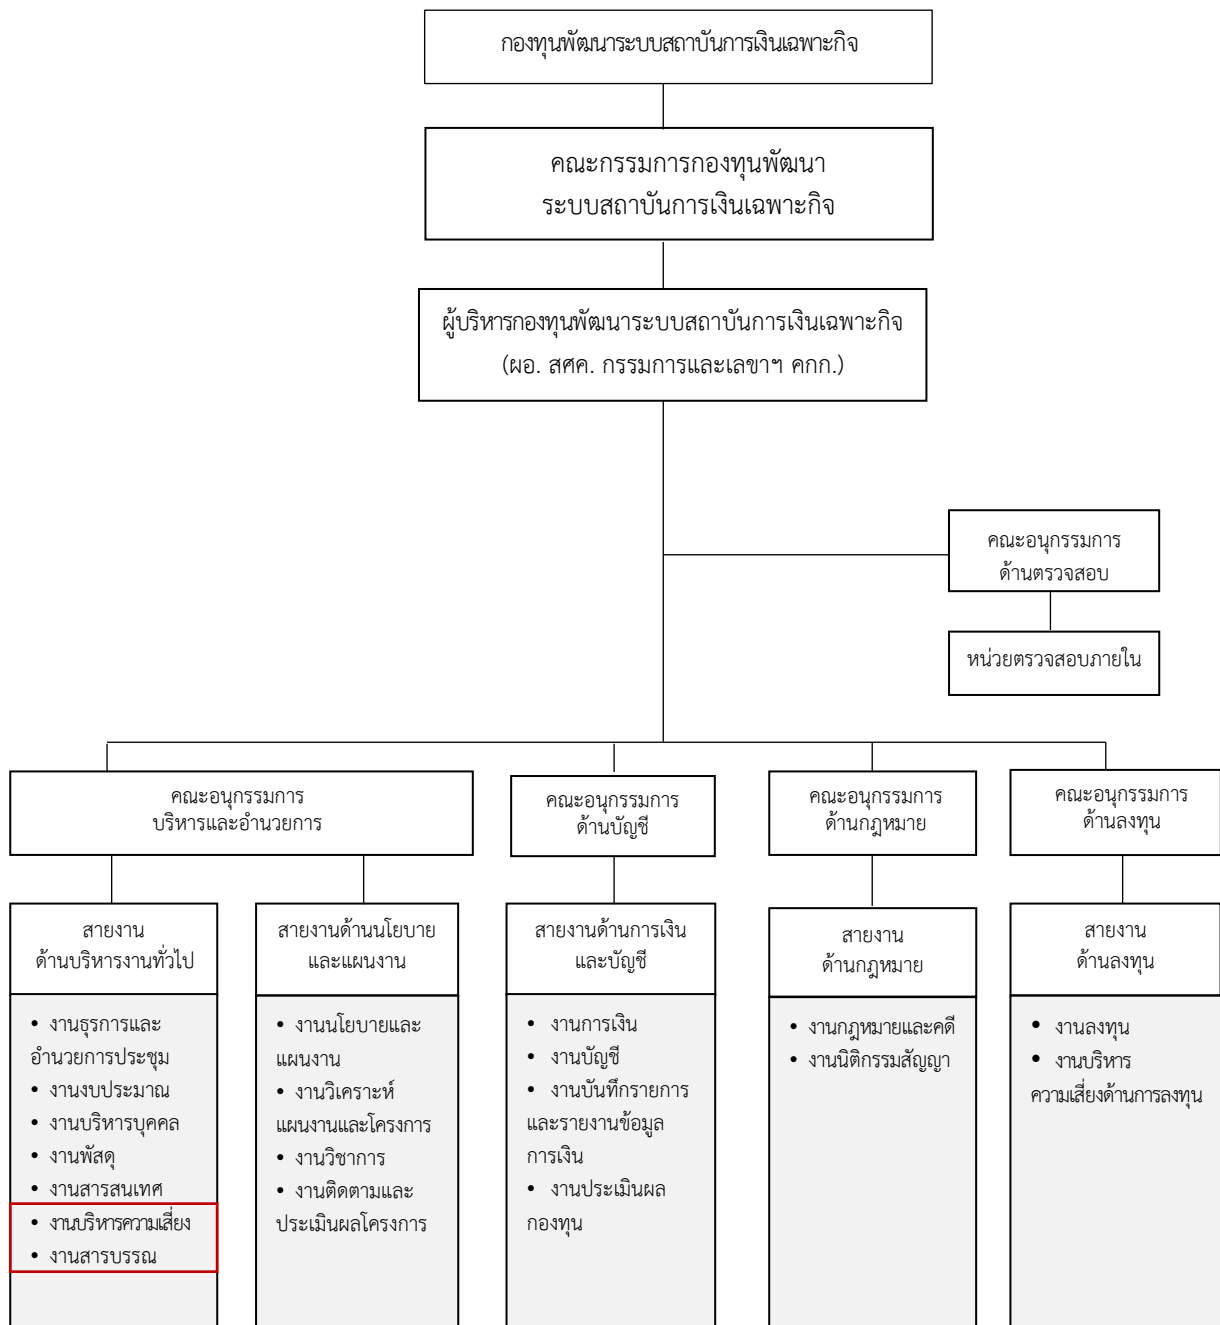 กองทุนพัฒนาระบบสถาบันการเงินเฉพาะกิจ
คณะกรรมการกองทุนพัฒนา
ระบบสถาบันการเงินเฉพาะกิจ
ผู้บริหารกองทุนพัฒนาระบบสถาบันการเงินเฉพาะกิจ
(ผอ. สศค. กรรมการและเลขาฯ คกก.)
คณะอนุกรรมการ
ด้านตรวจสอบ
หน่วยตรวจสอบภายใน
คณะอนุกรรมการ
บริหารและอำนวยการ
คณะอนุกรรมการ
ด้านบัญชี
คณะอนุกรรมการ
ด้านกฎหมาย
คณะอนุกรรมการ
ด้านลงทุน
สายงาน
ด้านบริหารงานทั่วไป
• งานธุรการและ
อำนวยการประชุม
• งานงบประมาณ
• งานบริหารบุคคล
• งานพัสดุ
• งานสารสนเทศ
• งานบริหารความเสี่ยง
• งานสารบรรณ
สายงานด้านนโยบาย
และแผนงาน
• งานนโยบายและ
แผนงาน
• งานวิเคราะห์
แผนงานและโครงการ
• งานวิชาการ
• งานติดตามและ
ประเมินผลโครงการ
สายงานด้านการเงิน
และบัญชี
• งานการเงิน
• งานบัญชี
• งานบันทึกรายการ
และรายงานข้อมูล
การเงิน
• งานประเมินผล
กองทุน
สายงาน
ด้านกฎหมาย
• งานกฎหมายและคดี
• งานนิติกรรมสัญญา
สายงาน
ด้านลงทุน
• งานลงทุน
• งานบริหาร
ความเสี่ยงด้านการลงทุน